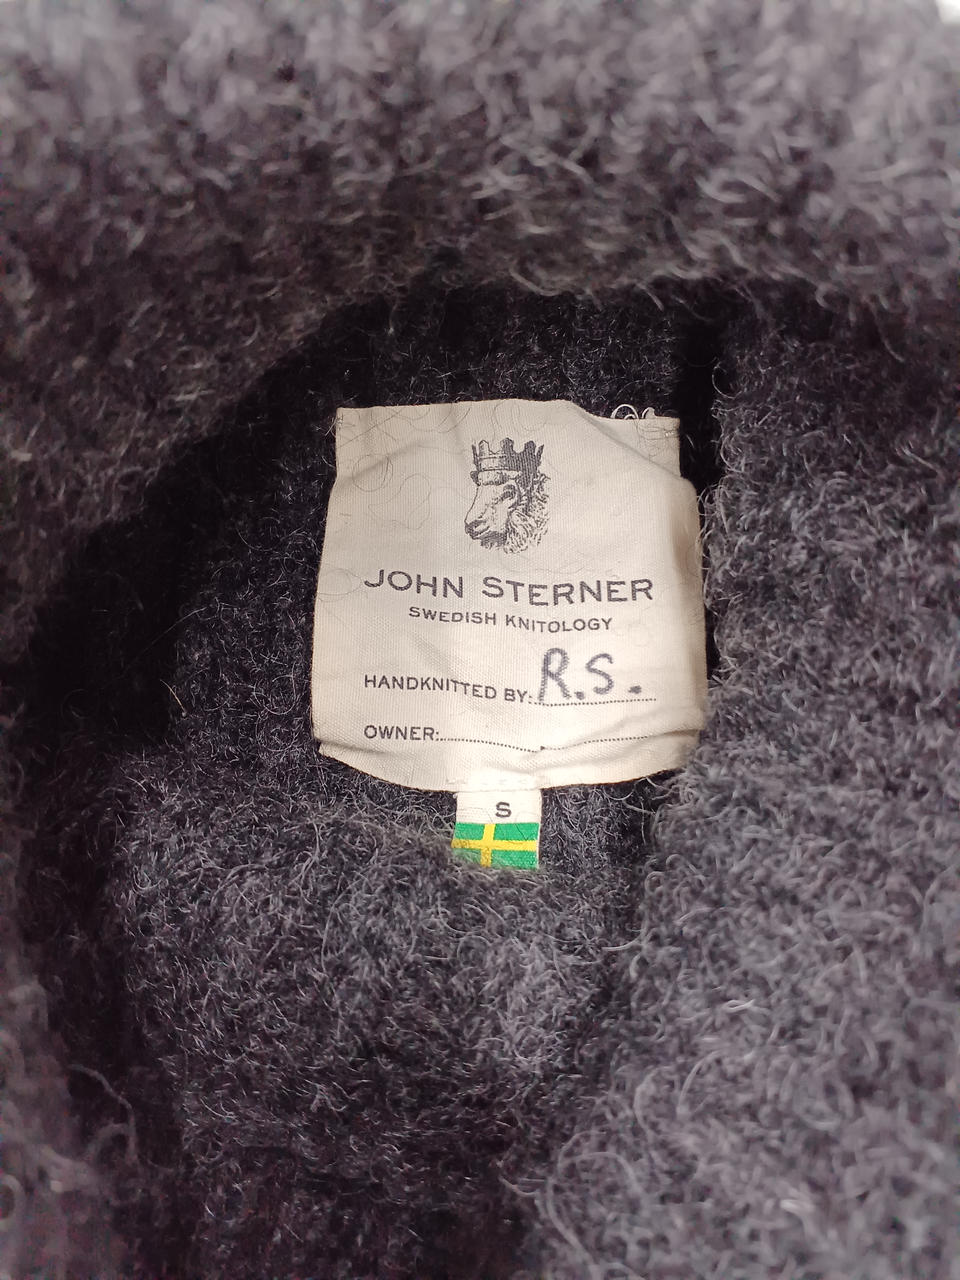 JOHN STERNER
SWEDISH KNITOLOGY
HANDKNITTED BY: R.S.
OWNER:
S